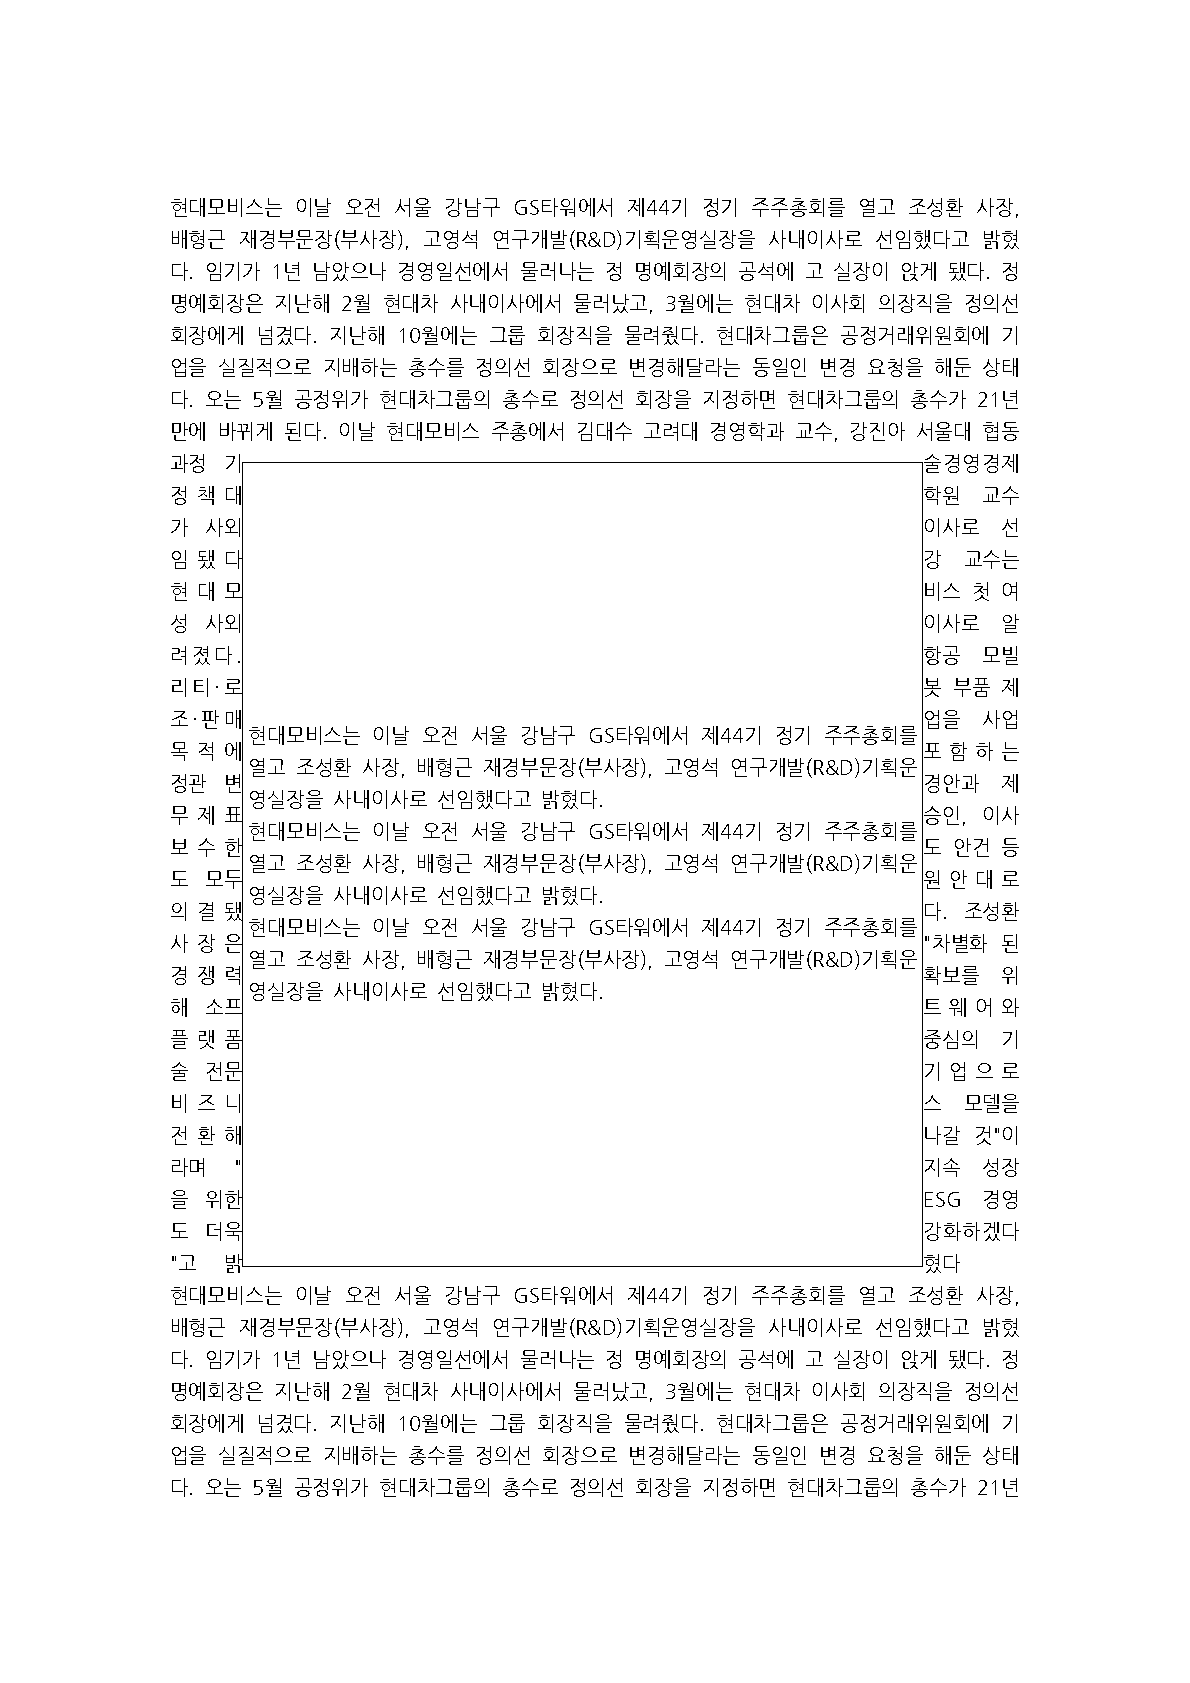 현대모비스는 이날 오전 서울 강남구 GS타워에서 제44기 정기 주주총회를 열고 조성환 사장,
배형근 재경부문장(부사장), 고영석 연구개발(R&D)기획운영실장을 사내이사로 선임했다고 밝혔
다. 임기가 1년 남았으나 경영일선에서 물러나는 정 명예회장의 공석에 고 실장이 앉게 됐다. 정
명예회장은 지난해 2월 현대차 사내이사에서 물러났고, 3월에는 현대차 이사회 의장직을 정의선
회장에게 넘겼다. 지난해 10월에는 그룹 회장직을 물려줬다. 현대차그룹은 공정거래위원회에 기
업을 실질적으로 지배하는 총수를 정의선 회장으로 변경해달라는 동일인 변경 요청을 해둔 상태
다. 오는 5월 공정위가 현대차그룹의 총수로 정의선 회장을 지정하면 현대차그룹의 총수가 21년
만에 바뀌게 된다. 이날 현대모비스 주총에서 김대수 고려대 경영학과 교수, 강진아 서울대 협동
과정 기술경영경제
정책대학원 교수
가 사외이사로 선
임됐다 강 교수는
현대모비스 첫 여
성 사외이사로 알
려졌다. 항공 모빌
리티·로봇 부품 제
조·판매업을 사업
목적에 포함하는
정관 변경안과 제
무제표 승인, 이사
보수한도 안건 등
도 모두 원안대로
의결됐다. 조성환
사장은 "차별화 된
경쟁력 확보를 위
해 소프트웨어와
플랫폼 중심의 기
술 전문기업으로
비즈니스 모델을
전환해 나갈 것"이
라며 "지속 성장
을 위한 ESG 경영
도 더욱 강화하겠다
"고 밝혔다
현대모비스는 이날 오전 서울 강남구 GS타워에서 제44기 정기 주주총회를
열고 조성환 사장, 배형근 재경부문장(부사장), 고영석 연구개발(R&D)기획운
영실장을 사내이사로 선임했다고 밝혔다.
현대모비스는 이날 오전 서울 강남구 GS타워에서 제44기 정기 주주총회를
열고 조성환 사장, 배형근 재경부문장(부사장), 고영석 연구개발(R&D)기획운
영실장을 사내이사로 선임했다고 밝혔다.
현대모비스는 이날 오전 서울 강남구 GS타워에서 제44기 정기 주주총회를
열고 조성환 사장, 배형근 재경부문장(부사장), 고영석 연구개발(R&D)기획운
영실장을 사내이사로 선임했다고 밝혔다.
현대모비스는 이날 오전 서울 강남구 GS타워에서 제44기 정기 주주총회를 열고 조성환 사장,
배형근 재경부문장(부사장), 고영석 연구개발(R&D)기획운영실장을 사내이사로 선임했다고 밝혔
다. 임기가 1년 남았으나 경영일선에서 물러나는 정 명예회장의 공석에 고 실장이 앉게 됐다. 정
명예회장은 지난해 2월 현대차 사내이사에서 물러났고, 3월에는 현대차 이사회 의장직을 정의선
회장에게 넘겼다. 지난해 10월에는 그룹 회장직을 물려줬다. 현대차그룹은 공정거래위원회에 기
업을 실질적으로 지배하는 총수를 정의선 회장으로 변경해달라는 동일인 변경 요청을 해둔 상태
다. 오는 5월 공정위가 현대차그룹의 총수로 정의선 회장을 지정하면 현대차그룹의 총수가 21년